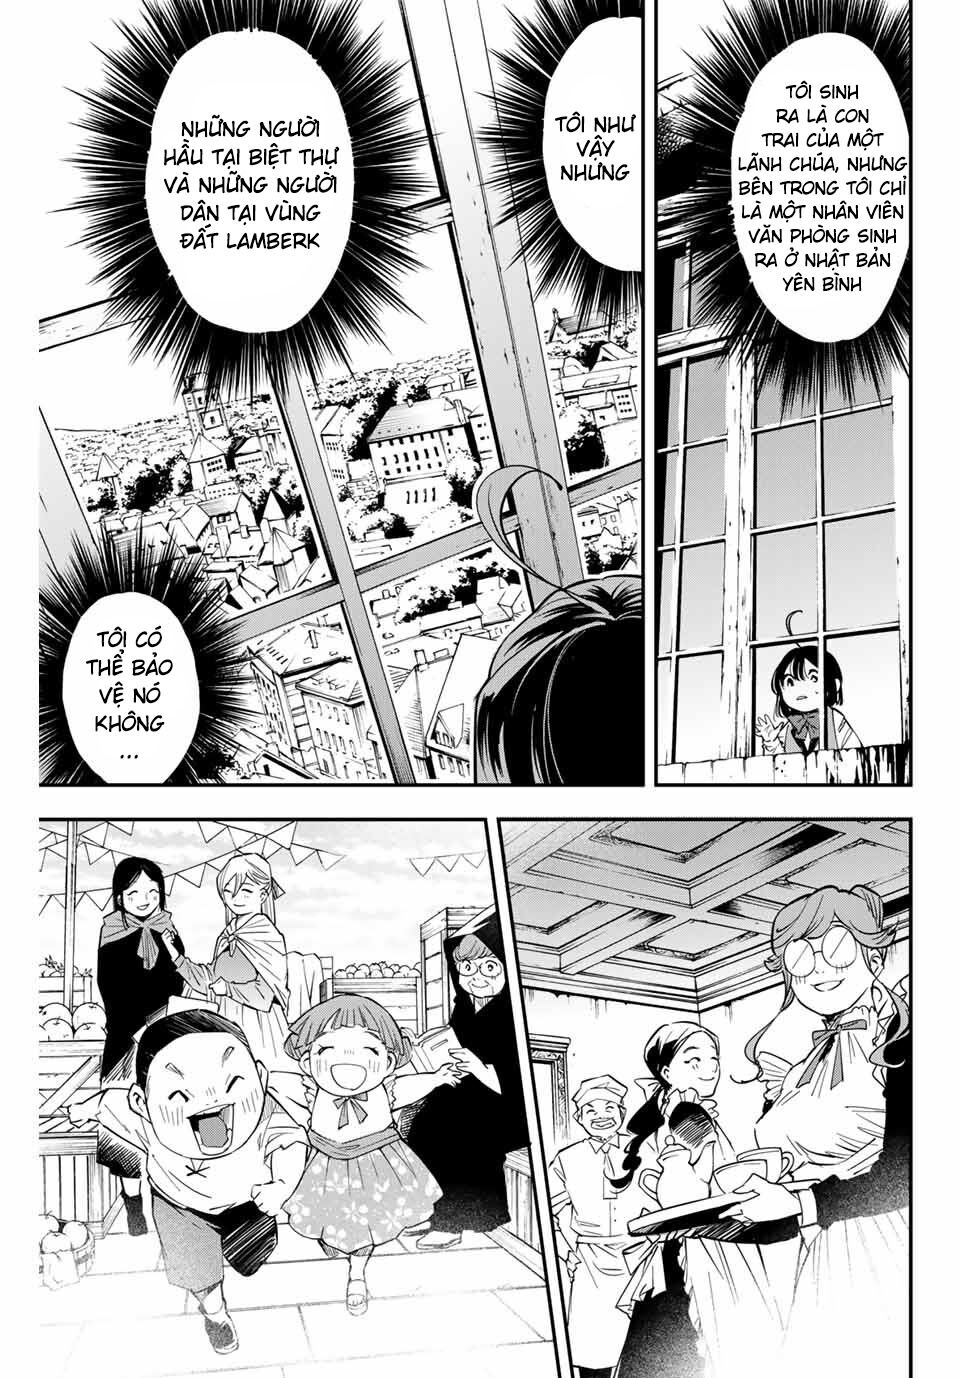 TÔI SINH
RA LÀ CON
TRAI CỦA MỘT
LÃNH CHÚA, NHƯNG
BÊN TRONG TÔI CHỈ
LÀ MỘT NHÂN VIÊN
VĂN PHÒNG SINH
RA Ở NHẬT BẢN
YÊN BÌNH
TÔI NHƯ
VẬY
NHƯNG
NHỮNG NGƯỜI
HẦU TẠI BIỆT THỰ
VÀ NHỮNG NGƯỜI
DÂN TẠI VÙNG
ĐẤT LAMBERK
TÔI CÓ
THỂ BẢO
VỆ NÓ
KHÔNG
...